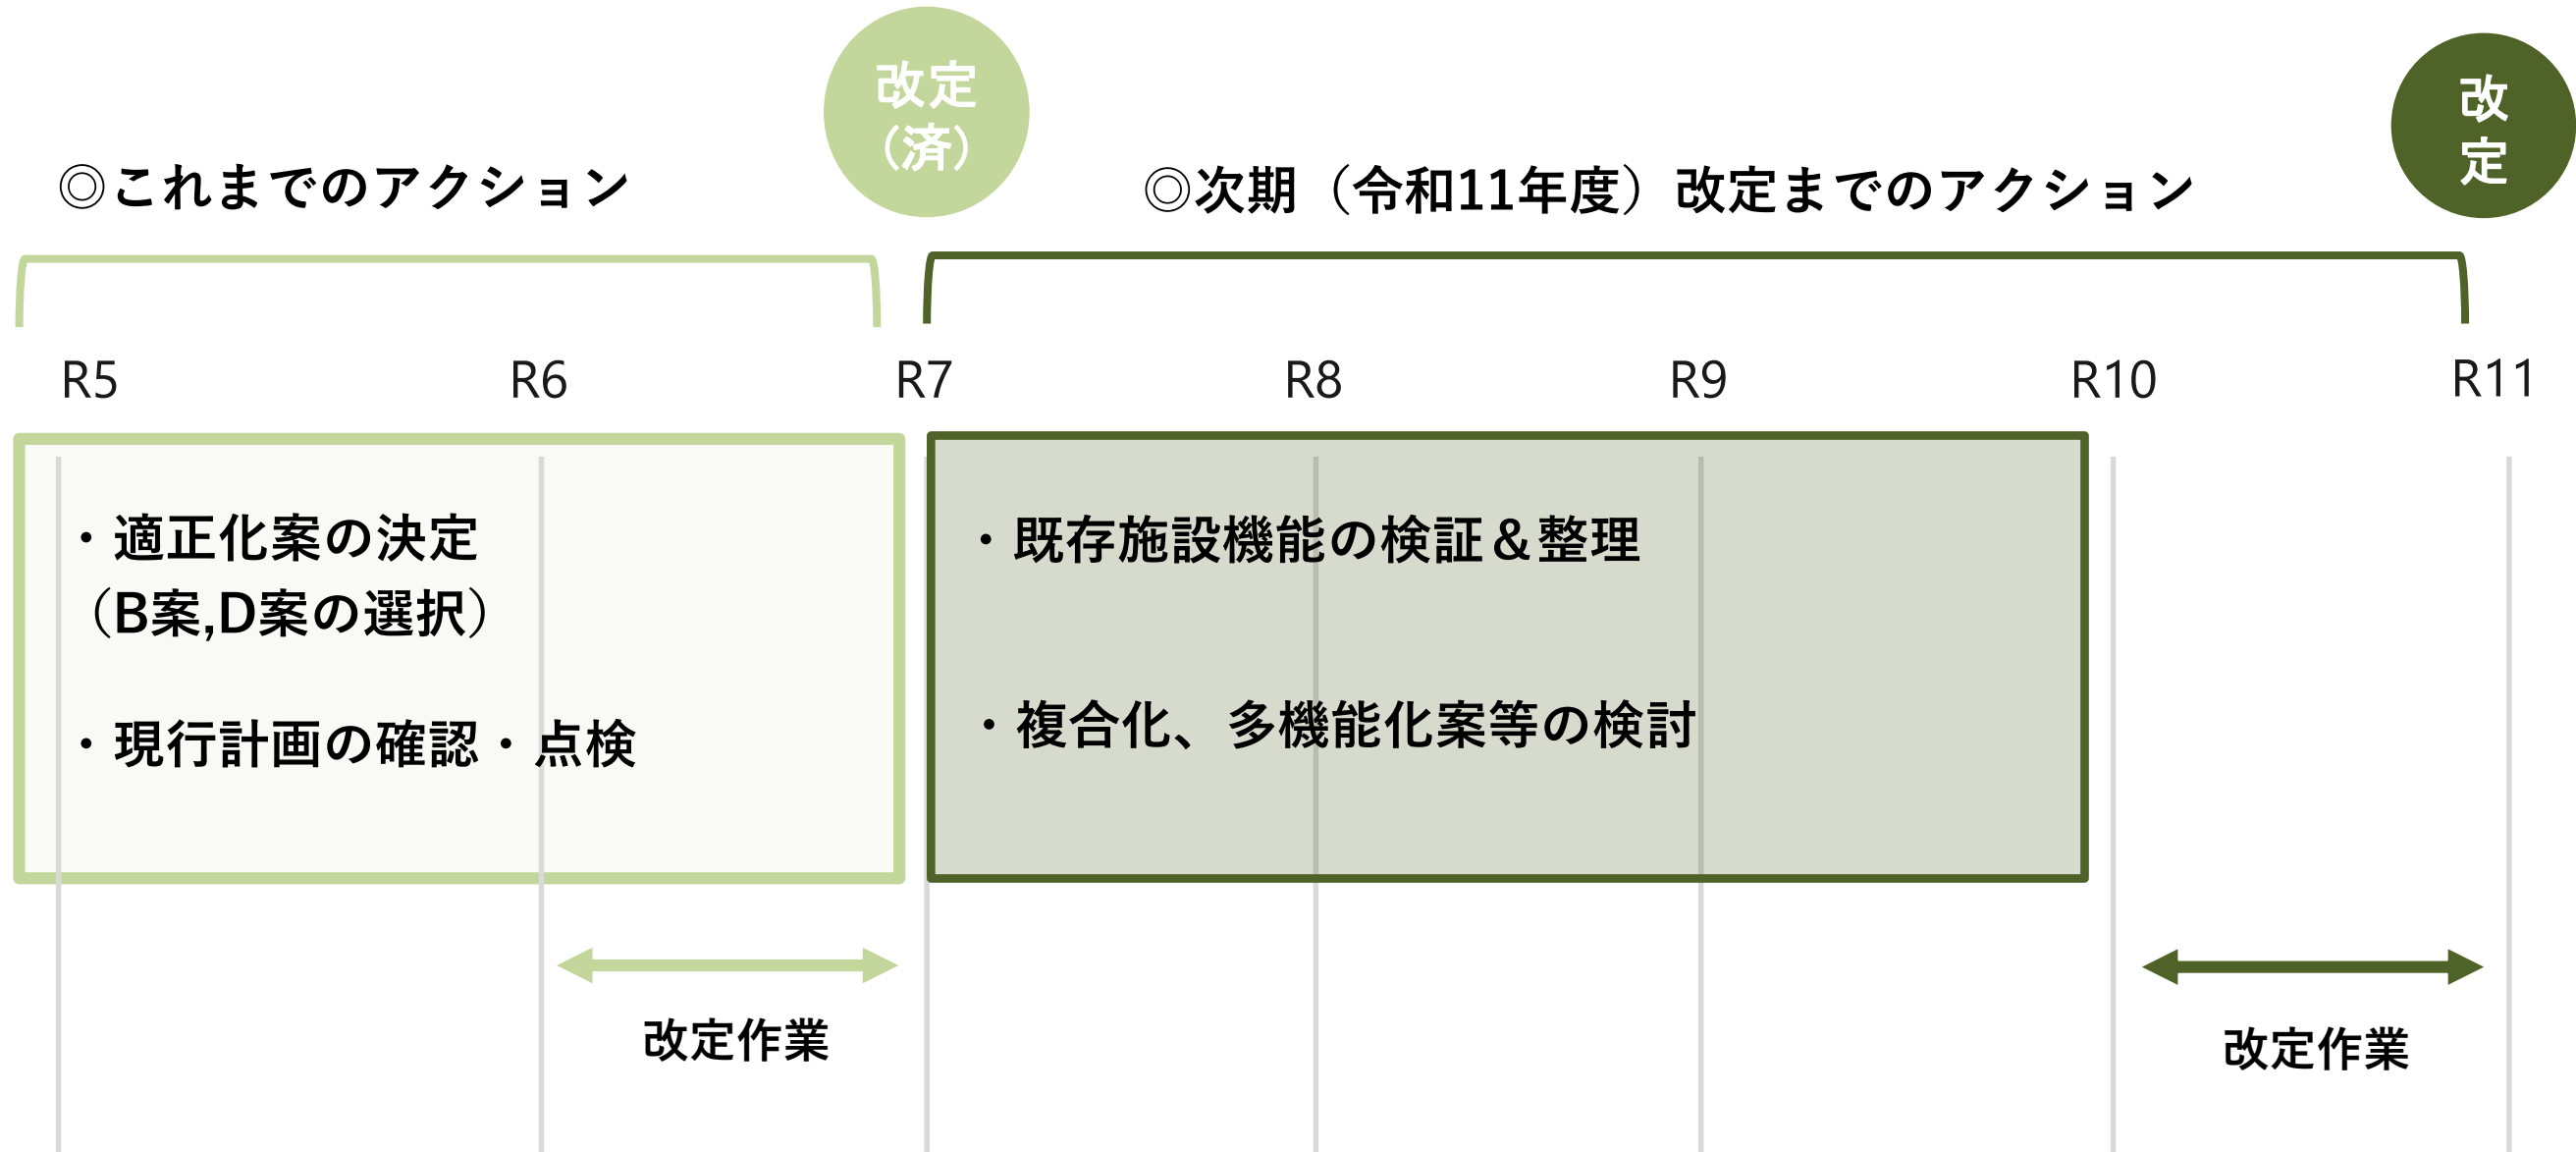 改定
（済）
改
定
◎これまでのアクション
◎次期（令和11年度）改定までのアクション
R5
R6
R7
R8
R9
R10
R11
・適正化案の決定
（B案,D案の選択）
・現行計画の確認・点検
・既存施設機能の検証＆整理
・複合化、多機能化案等の検討
改定作業
改定作業